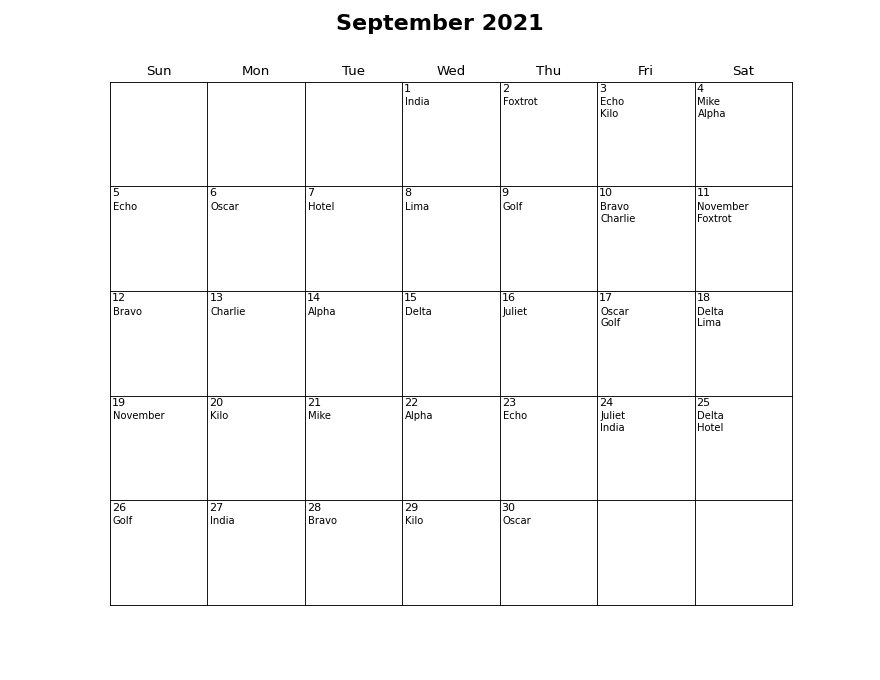 September 2021
Sun Mon Tue Wed Thu Fri Sat
1
India
2
Foxtrot
3
Echo
Kilo
4
Mike
Alpha
5
Echo
6
Oscar
7
Hotel
8
Lima
9
Golf
10
Bravo
Charlie
11
November
Foxtrot
12
Bravo
13
Charlie
14
Alpha
15
Delta
16
Juliet
17
Oscar
Golf
18
Delta
Lima
19
November
20
Kilo
21
Mike
22
Alpha
23
Echo
24
Juliet
India
25
Delta
Hotel
26
Golf
27
India
28
Bravo
29
Kilo
30
Oscar